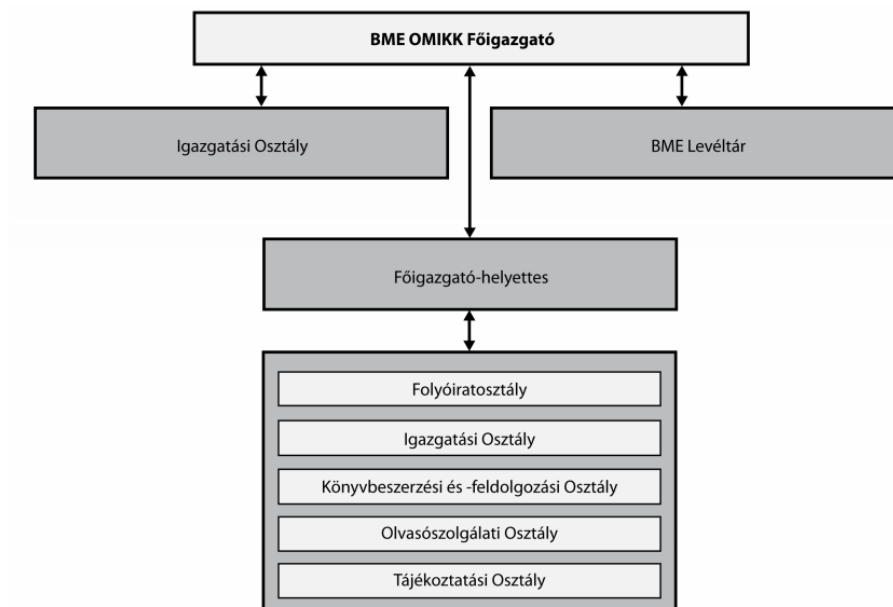 BME OMIKK Főigazgató
Igazgatási Osztály
BME Levéltár
Főigazgató-helyettes
Folyóiratosztály
Igazgatási Osztály
Könyvbeszerzési és -feldolgozási Osztály
Olvasószolgálati Osztály
Tájékoztatási Osztály